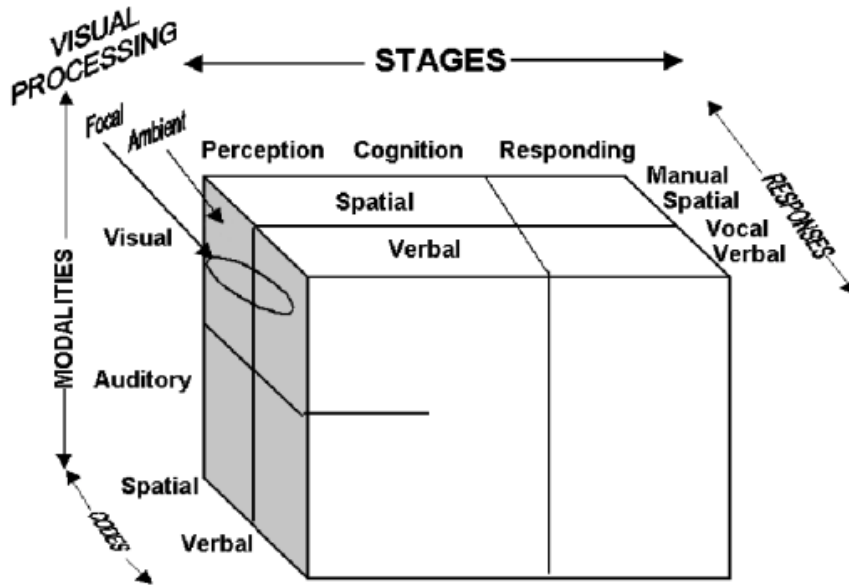 VISUAL
PROCESSING
STAGES
Focal
Ambient
Perception Cognition Responding
Manual
Spatial
Spatial
Vocal
Verbal
Verbal
RESPONSES
Visual
MODALITIES
Auditory
Spatial
Verbal
CODES